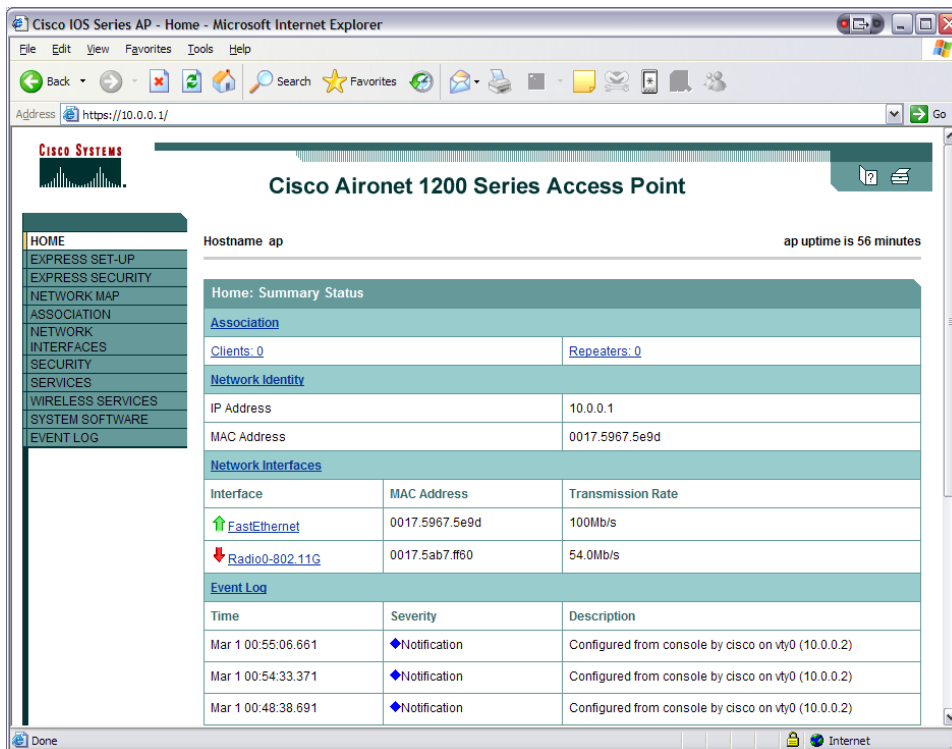 Cisco IOS Series AP - Home - Microsoft Internet Explorer
File Edit View Favorites Tools Help
Back Search Favorites
Address https://10.0.0.1/ Go
CISCO SYSTEMS
Cisco Aironet 1200 Series Access Point
HOME
EXPRESS SET-UP
EXPRESS SECURITY
NETWORK MAP
ASSOCIATION
NETWORK
INTERFACES
SECURITY
SERVICES
WIRELESS SERVICES
SYSTEM SOFTWARE
EVENT LOG
Hostname ap ap uptime is 56 minutes
Home: Summary Status
Association
Clients: 0 Repeaters: 0
Network Identity
IP Address 10.0.0.1
MAC Address 0017.5967.5e9d
Network Interfaces
Interface MAC Address Transmission Rate
FastEthernet 0017.5967.5e9d 100Mb/s
Radio0-802.11G 0017.5ab7.ff60 54.0Mb/s
Event Log
Time Severity Description
Mar 1 00:55:06.661 Notification Configured from console by cisco on vty0 (10.0.0.2)
Mar 1 00:54:33.371 Notification Configured from console by cisco on vty0 (10.0.0.2)
Mar 1 00:48:38.691 Notification Configured from console by cisco on vty0 (10.0.0.2)
Done Internet